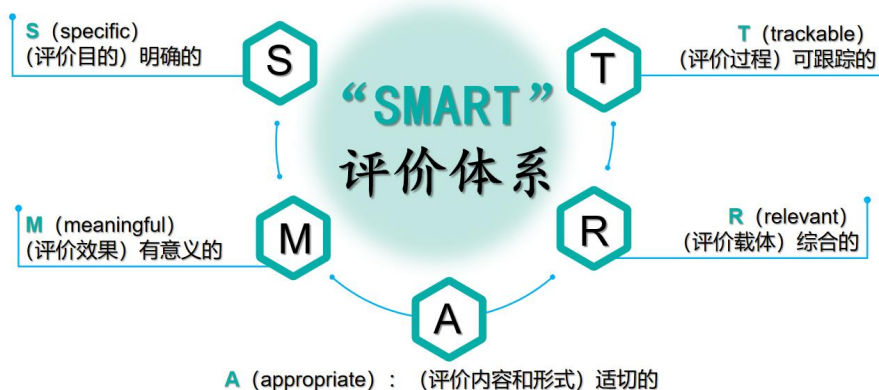 S（specific）
（评价目的）明确的
S
T
T（trackable）
（评价过程）可跟踪的
“SMART”
评价体系
M（meaningful）
（评价效果）有意义的
M
R
R（relevant）
（评价载体）综合的
A
A（appropriate）：（评价内容和形式）适切的